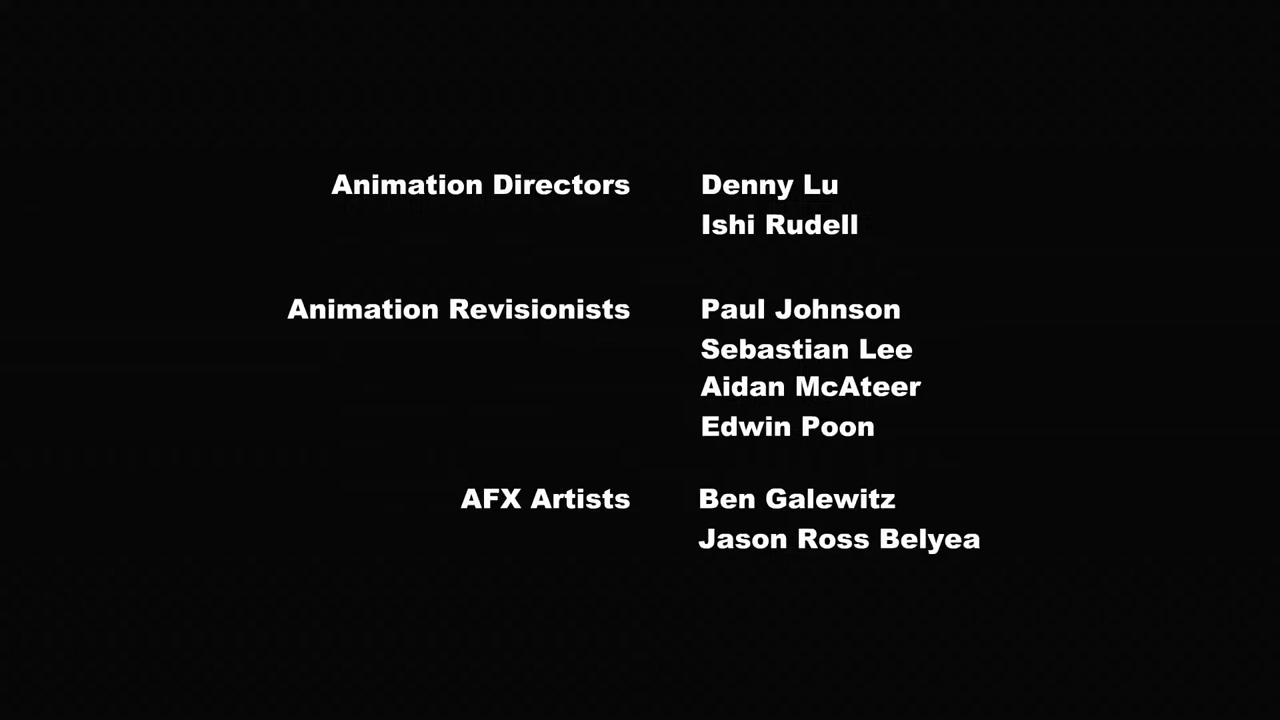 Animation Directors Denny Lu
Ishi Rudell
Animation Revisionists Paul Johnson
Sebastian Lee
Aidan McAteer
Edwin Poon
AFX Artists Ben Galewitz
Jason Ross Belyea